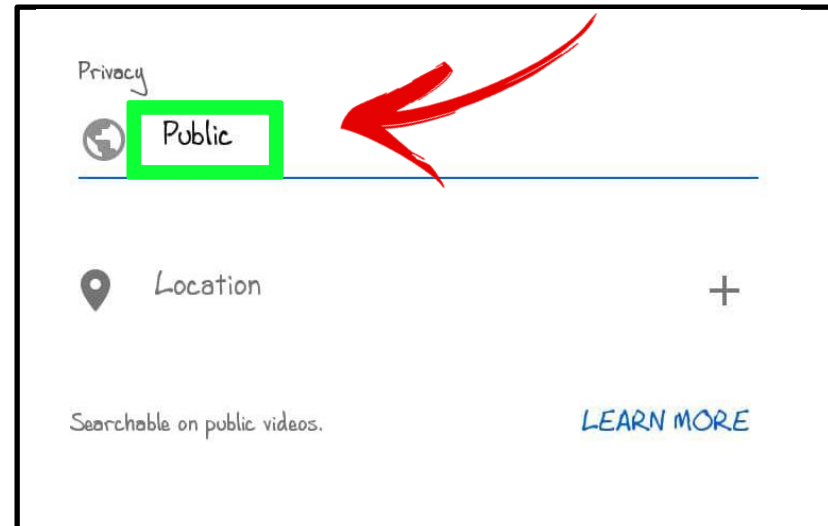 Privacy
Public
Location
Searchable on public videos.
LEARN MORE